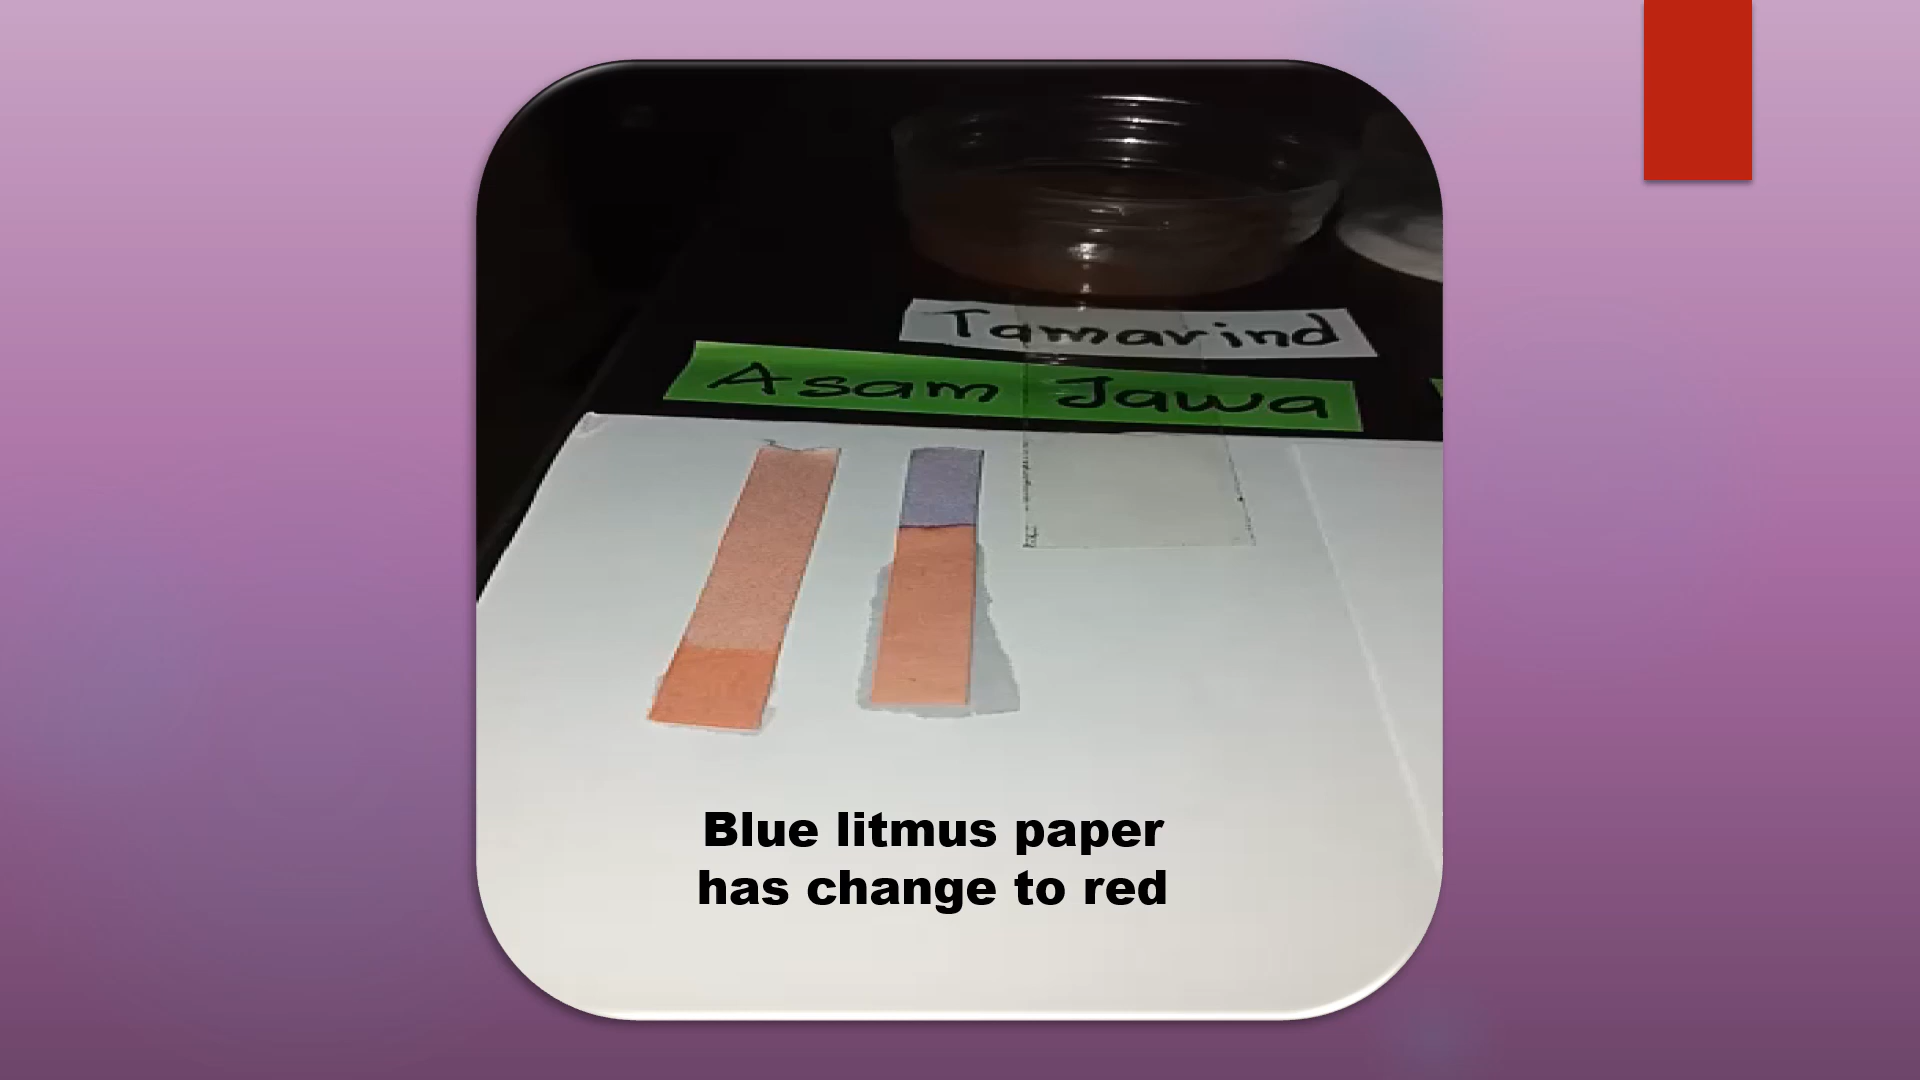 Tamarind
Asam Jawa
Blue litmus paper
has change to red